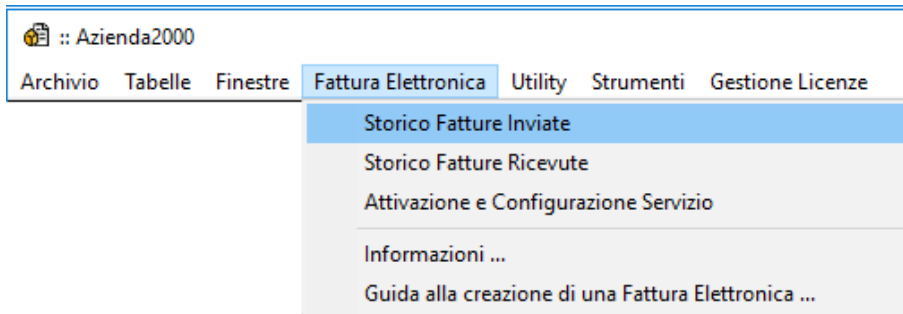 :: Azienda2000
Archivio Tabelle Finestre Fattura Elettronica Utility Strumenti Gestione Licenze
Storico Fatture Inviate
Storico Fatture Ricevute
Attivazione e Configurazione Servizio
Informazioni ...
Guida alla creazione di una Fattura Elettronica ...